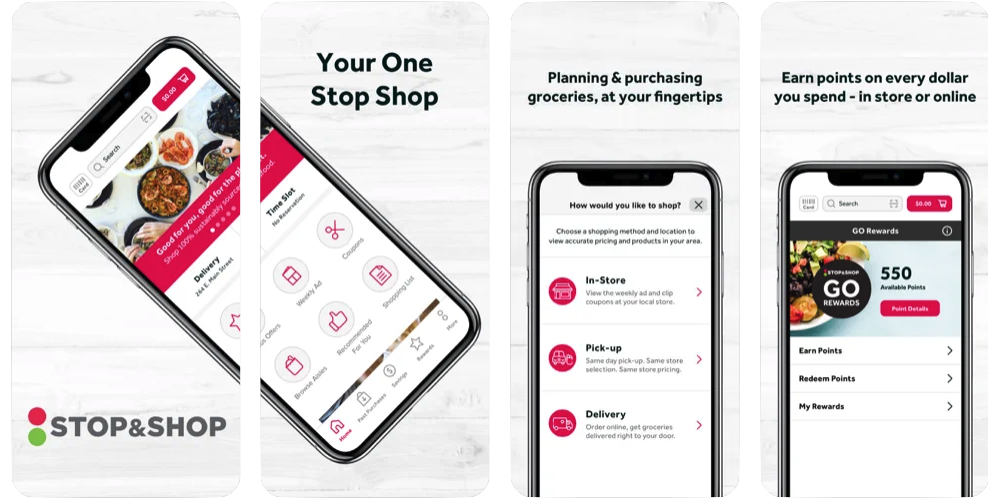 $0.00
Search
Card
Good for you, good for the pl
Shop 100% sustainably sourc
Delivery
264 E. Main Street
STOP&SHOP
Your One
Stop Shop
t.
food.
Time Slot
No Reservation
Coupons
Weekly Ad
Shopping List
us Offers
Recommended
For You
Browse Aisles
More
Rewards
Savings
Past Purchases
Home
Planning & purchasing
groceries, at your fingertips
How would you like to shop?
Choose a shopping method and location to
view accurate pricing and products in your area.
In-Store
View the weekly ad and clip
coupons at your local store.
Pick-up
Same day pick-up. Same store
selection. Same store pricing.
Delivery
Order online, get groceries
delivered right to your door.
Earn points on every dollar
you spend - in store or online
Card
Search
$0.00
GO Rewards
STOP&SHOP
GO
REWARDS
550
Available Points
Point Details
Earn Points
Redeem Points
My Rewards